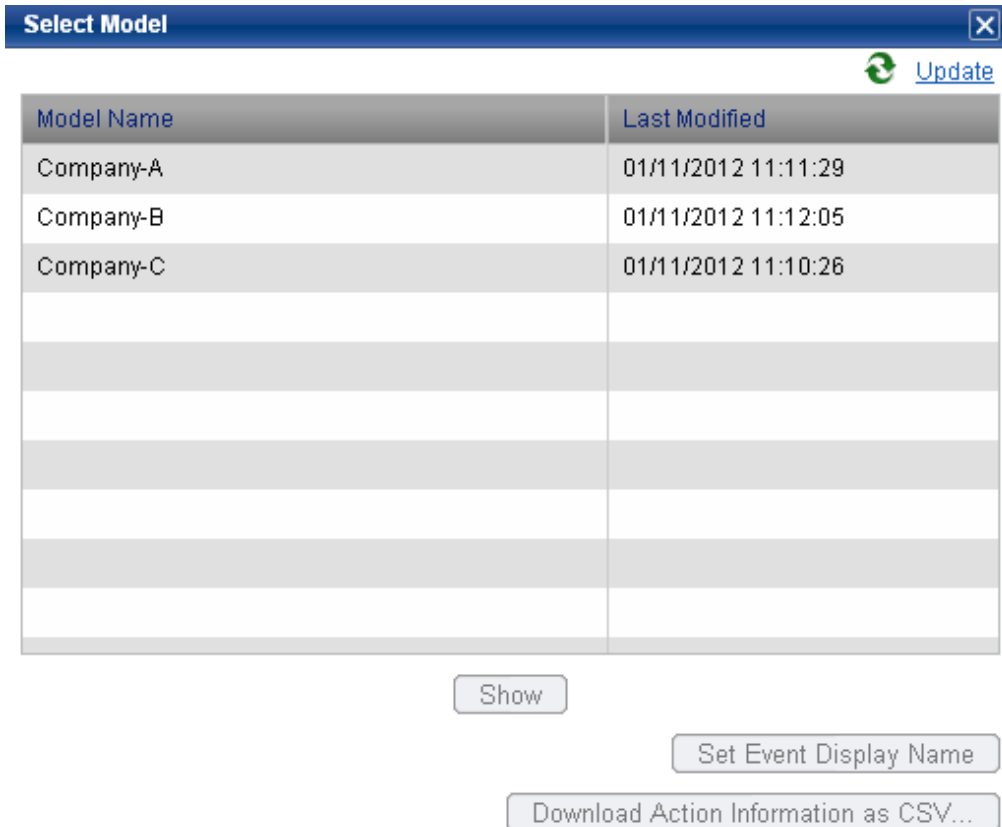 Select Model
Update
Model Name Last Modified
Company-A 01/11/2012 11:11:29
Company-B 01/11/2012 11:12:05
Company-C 01/11/2012 11:10:26
Show
Set Event Display Name
Download Action Information as CSV...